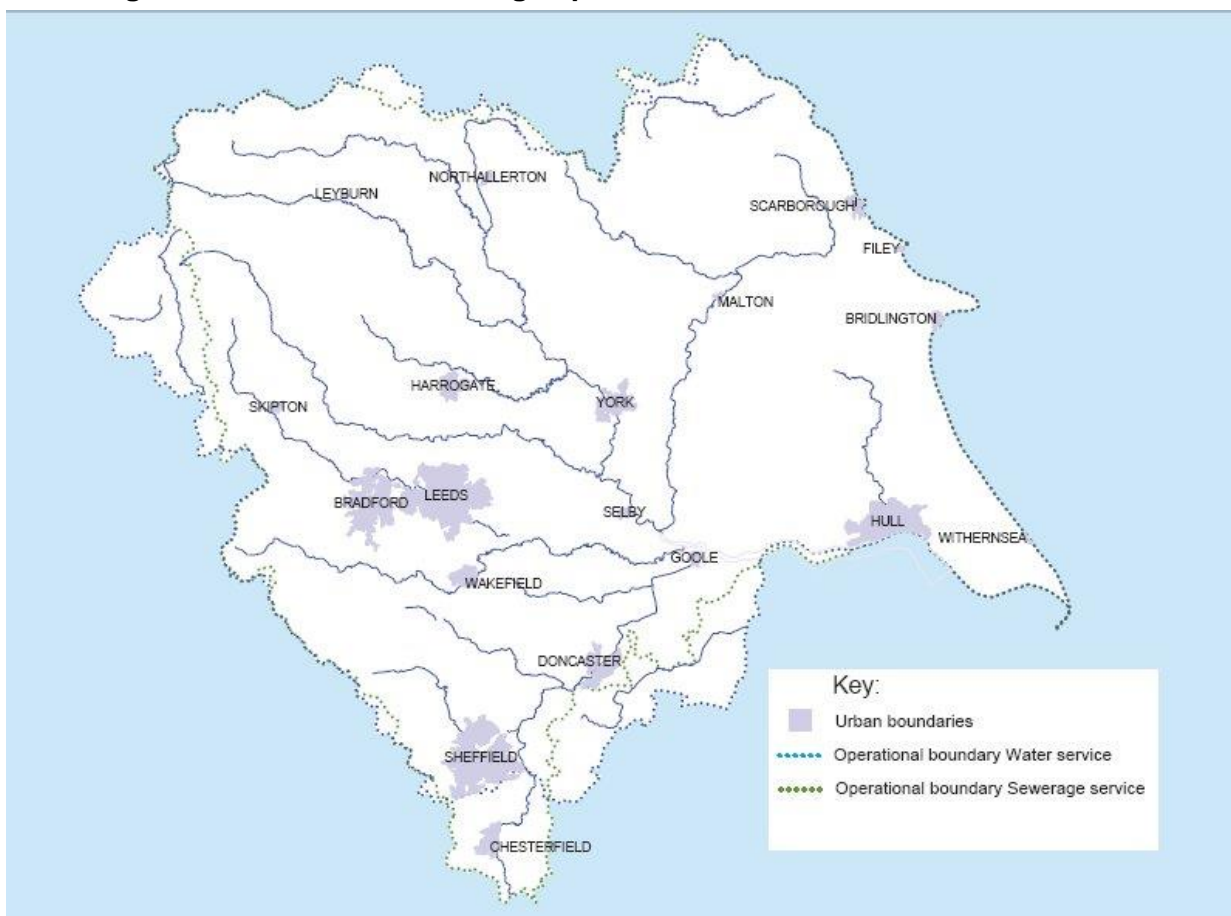 NORTHALLERTON
LEYBURN
SCARBOROUGH
FILEY
MALTON
BRIDLINGTON
HARROGATE
YORK
SKIPTON
BRADFORD
LEEDS
SELBY
HULL
WITHERNSEA
GOOLE
WAKEFIELD
DONCASTER
SHEFFIELD
CHESTERFIELD
Key:
Urban boundaries
Operational boundary Water service
Operational boundary Sewerage service